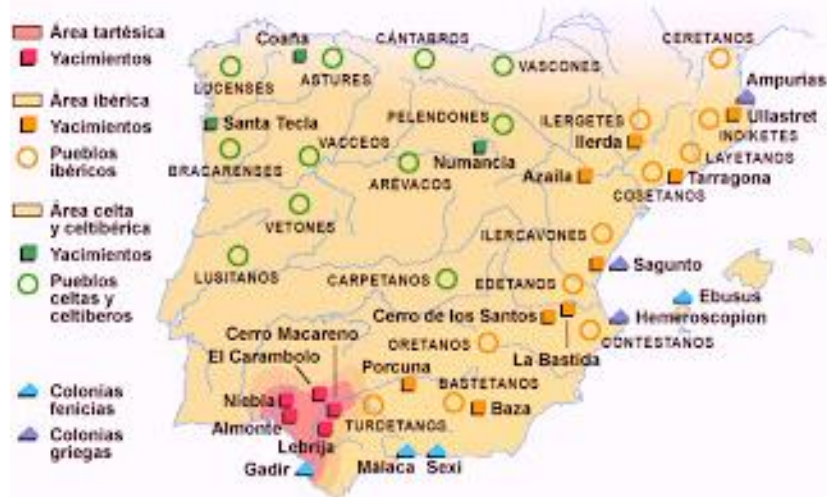 Área tartésica
Yacimientos
Área ibérica
Yacimientos
Pueblos
ibéricos
Área celta
y celtibérica
Yacimientos
Pueblos
celtas y
celtiberos
Colonias
fenicias
Colonias
griegas
Coaña
CÁNTABROS
CERETANOS
LUCENSES
ASTURES
VASCONES
Ampurias
Santa Tecla
PELENDONES
ILERGETES
Ullastret
INDIKETES
BRACARENSES
VACCEOS
Numancia
Ilerda
LAYETANOS
ARÉVACOS
Azaila
Tarragona
COSETANOS
VETONES
ILERCAVONES
LUSITANOS
CARPETANOS
EDETANOS
Sagunto
Ebusus
Cerro Macareno
Cerro de los Santos
Hemeroscopion
El Carambolo
ORETANOS
La Bastida
CONTESTANOS
Porcuna
BASTETANOS
Niebla
Baza
Almonte
TURDETANOS
Lebrija
Gadir
Málaca
Sexi